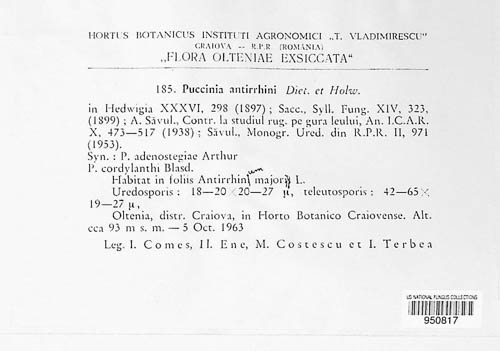 HORTUS BOTANICUS INSTITUTI AGRONOMICI „T. VLADIMIRESCU"
CRAIOVA -- R.P.R. (ROMÂNIA)
„FLORA OLTENIAE EXSICCATA"
185. Puccinia antirrhini Diet. et Holw.
in Hedwigia XXXVI, 298 (1897) ; Sacc., Syll. Fung. XIV, 323,
(1899) ; A. Săvul., Contr. la studiul rug. pe gura leului, An. I.C.A.R.
X, 473—517 (1938) ; Săvul., Monogr. Ured. din R.P.R. II, 971
(1953).
Syn. : P. adenostegiae Arthur
P. cordylanthi Blasd.
Habitat in foliis Antirrhini majoris L.
Uredosporis : 18—20×20—27 µ, teleutosporis : 42—65×
19—27 µ,
Oltenia, distr. Craiova, in Horto Botanico Craiovense. Alt.
cca 93 m s. m. — 5 Oct. 1963
Leg. I. Comes, Il. Ene, M. Costescu et I. Terbea
US NATIONAL FUNGUS COLLECTIONS
950817